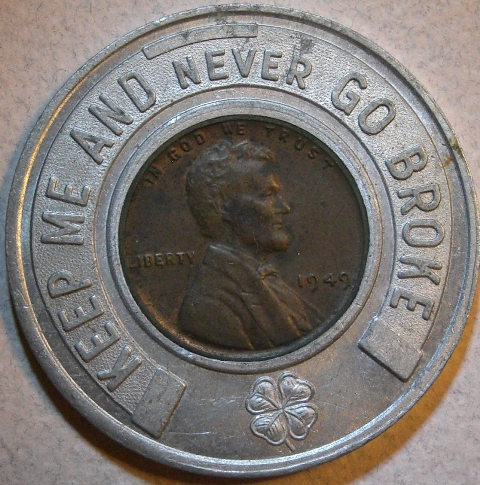 KEEP ME AND NEVER GO BROKE
IN GOD WE TRUST
LIBERTY
1949